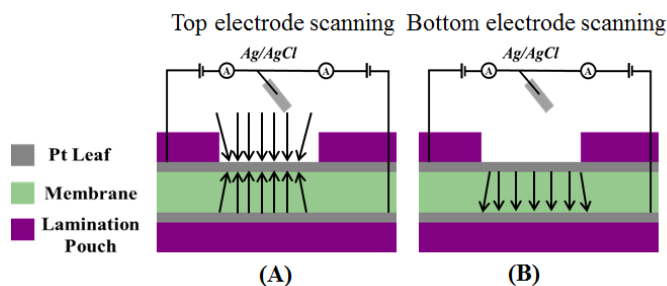 Top electrode scanning Bottom electrode scanning
Ag/AgCl Ag/AgCl
A A A A
Pt Leaf
Membrane
Lamination
Pouch
(A) (B)